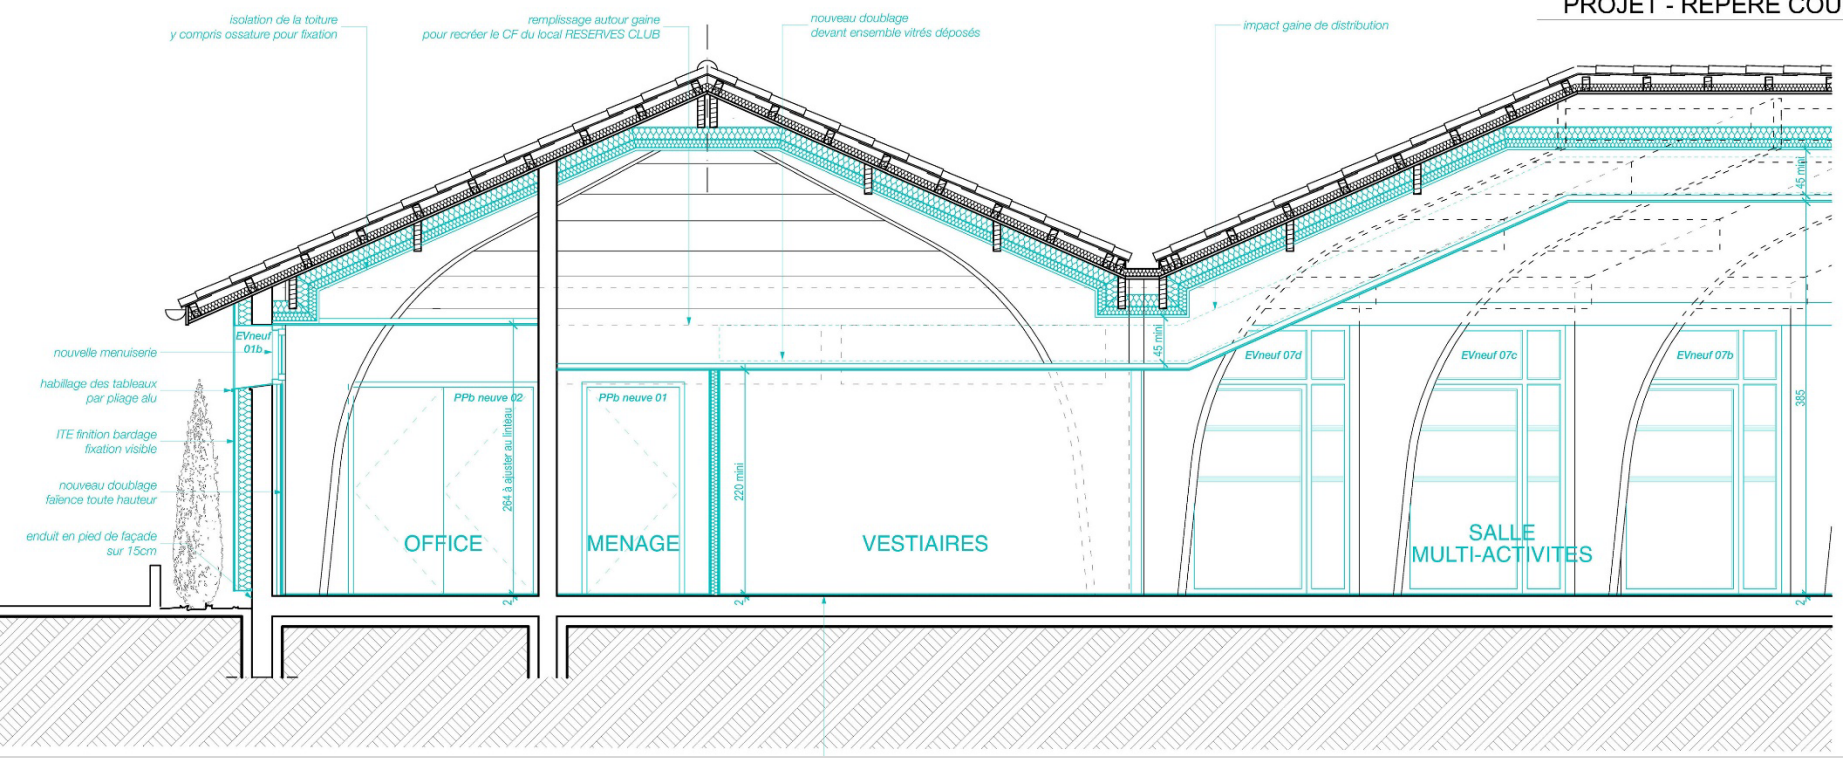 PROJET - REPERE COU
isolation de la toiture
y compris ossature pour fixation
remplissage autour gaine
pour recréer le CF du local RESERVES CLUB
nouveau doublage
devant ensemble vitrés déposés
impact gaine de distribution
45 mini
EVneuf
01b
nouvelle menuiserie
habillage des tableaux
par pliage alu
ITE finition bardage
fixation visible
nouveau doublage
faïence toute hauteur
enduit en pied de façade
sur 15cm
PPb neuve 02
264 à ajuster au linteau
PPb neuve 01
220 mini
45 mini
EVneuf 07d
EVneuf 07c
EVneuf 07b
385
OFFICE
MENAGE
VESTIAIRES
SALLE
MULTI-ACTIVITES
2
2
2